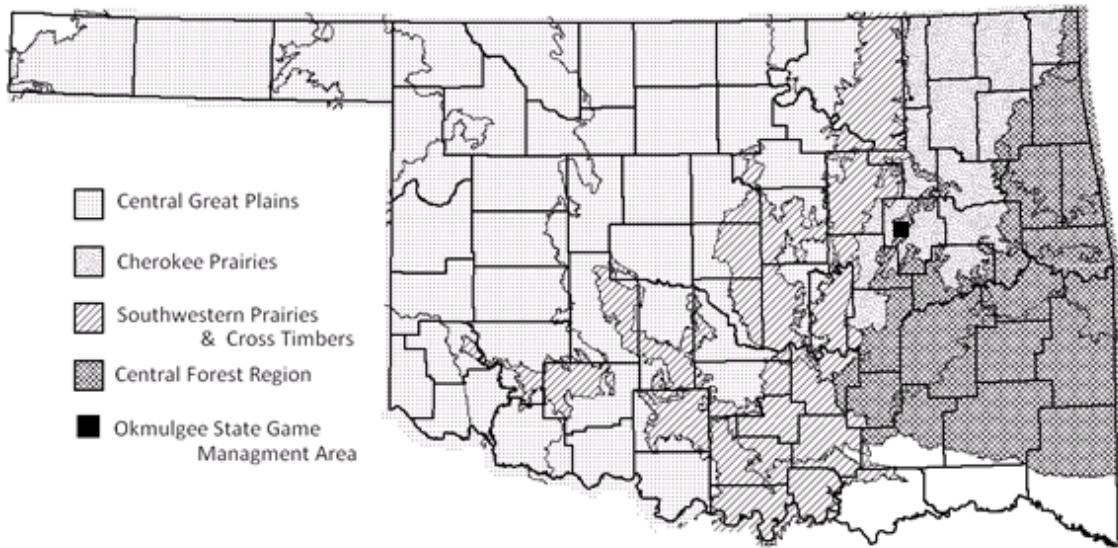 Central Great Plains
Cherokee Prairies
Southwestern Prairies
& Cross Timbers
Central Forest Region
Okmulgee State Game
Managment Area